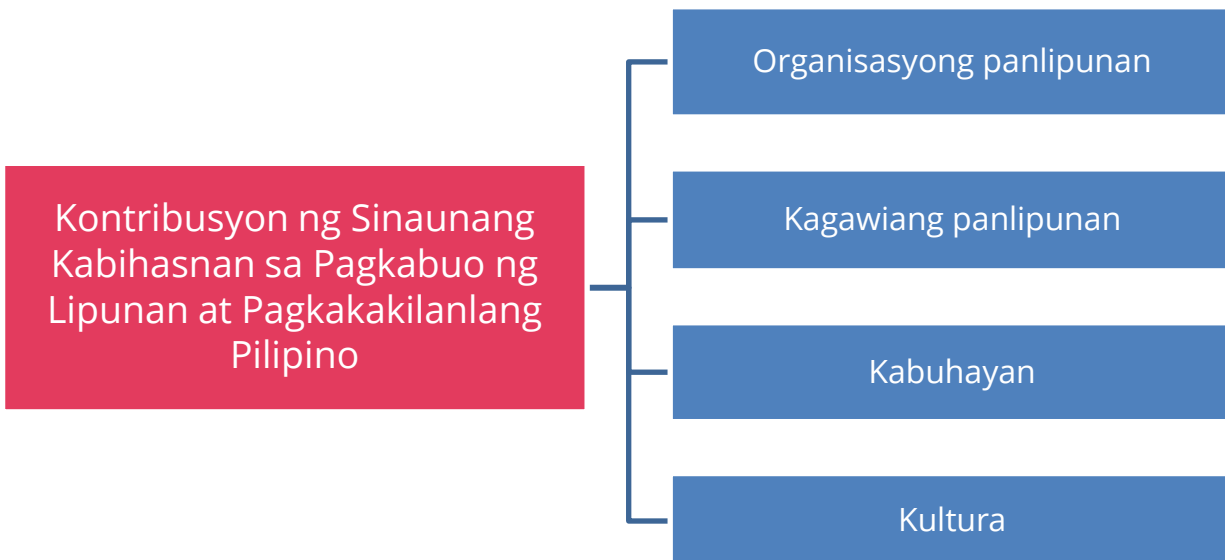 Kontribusyon ng Sinaunang
Kabihasnan sa Pagkabuo ng
Lipunan at Pagkakakilanlang
Pilipino
Organisasyong panlipunan
Kagawiang panlipunan
Kabuhayan
Kultura